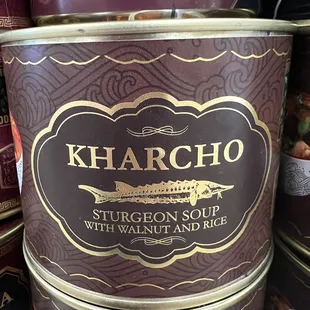 KHARCHO
STURGEON SOUP
WITH WALNUT AND RICE